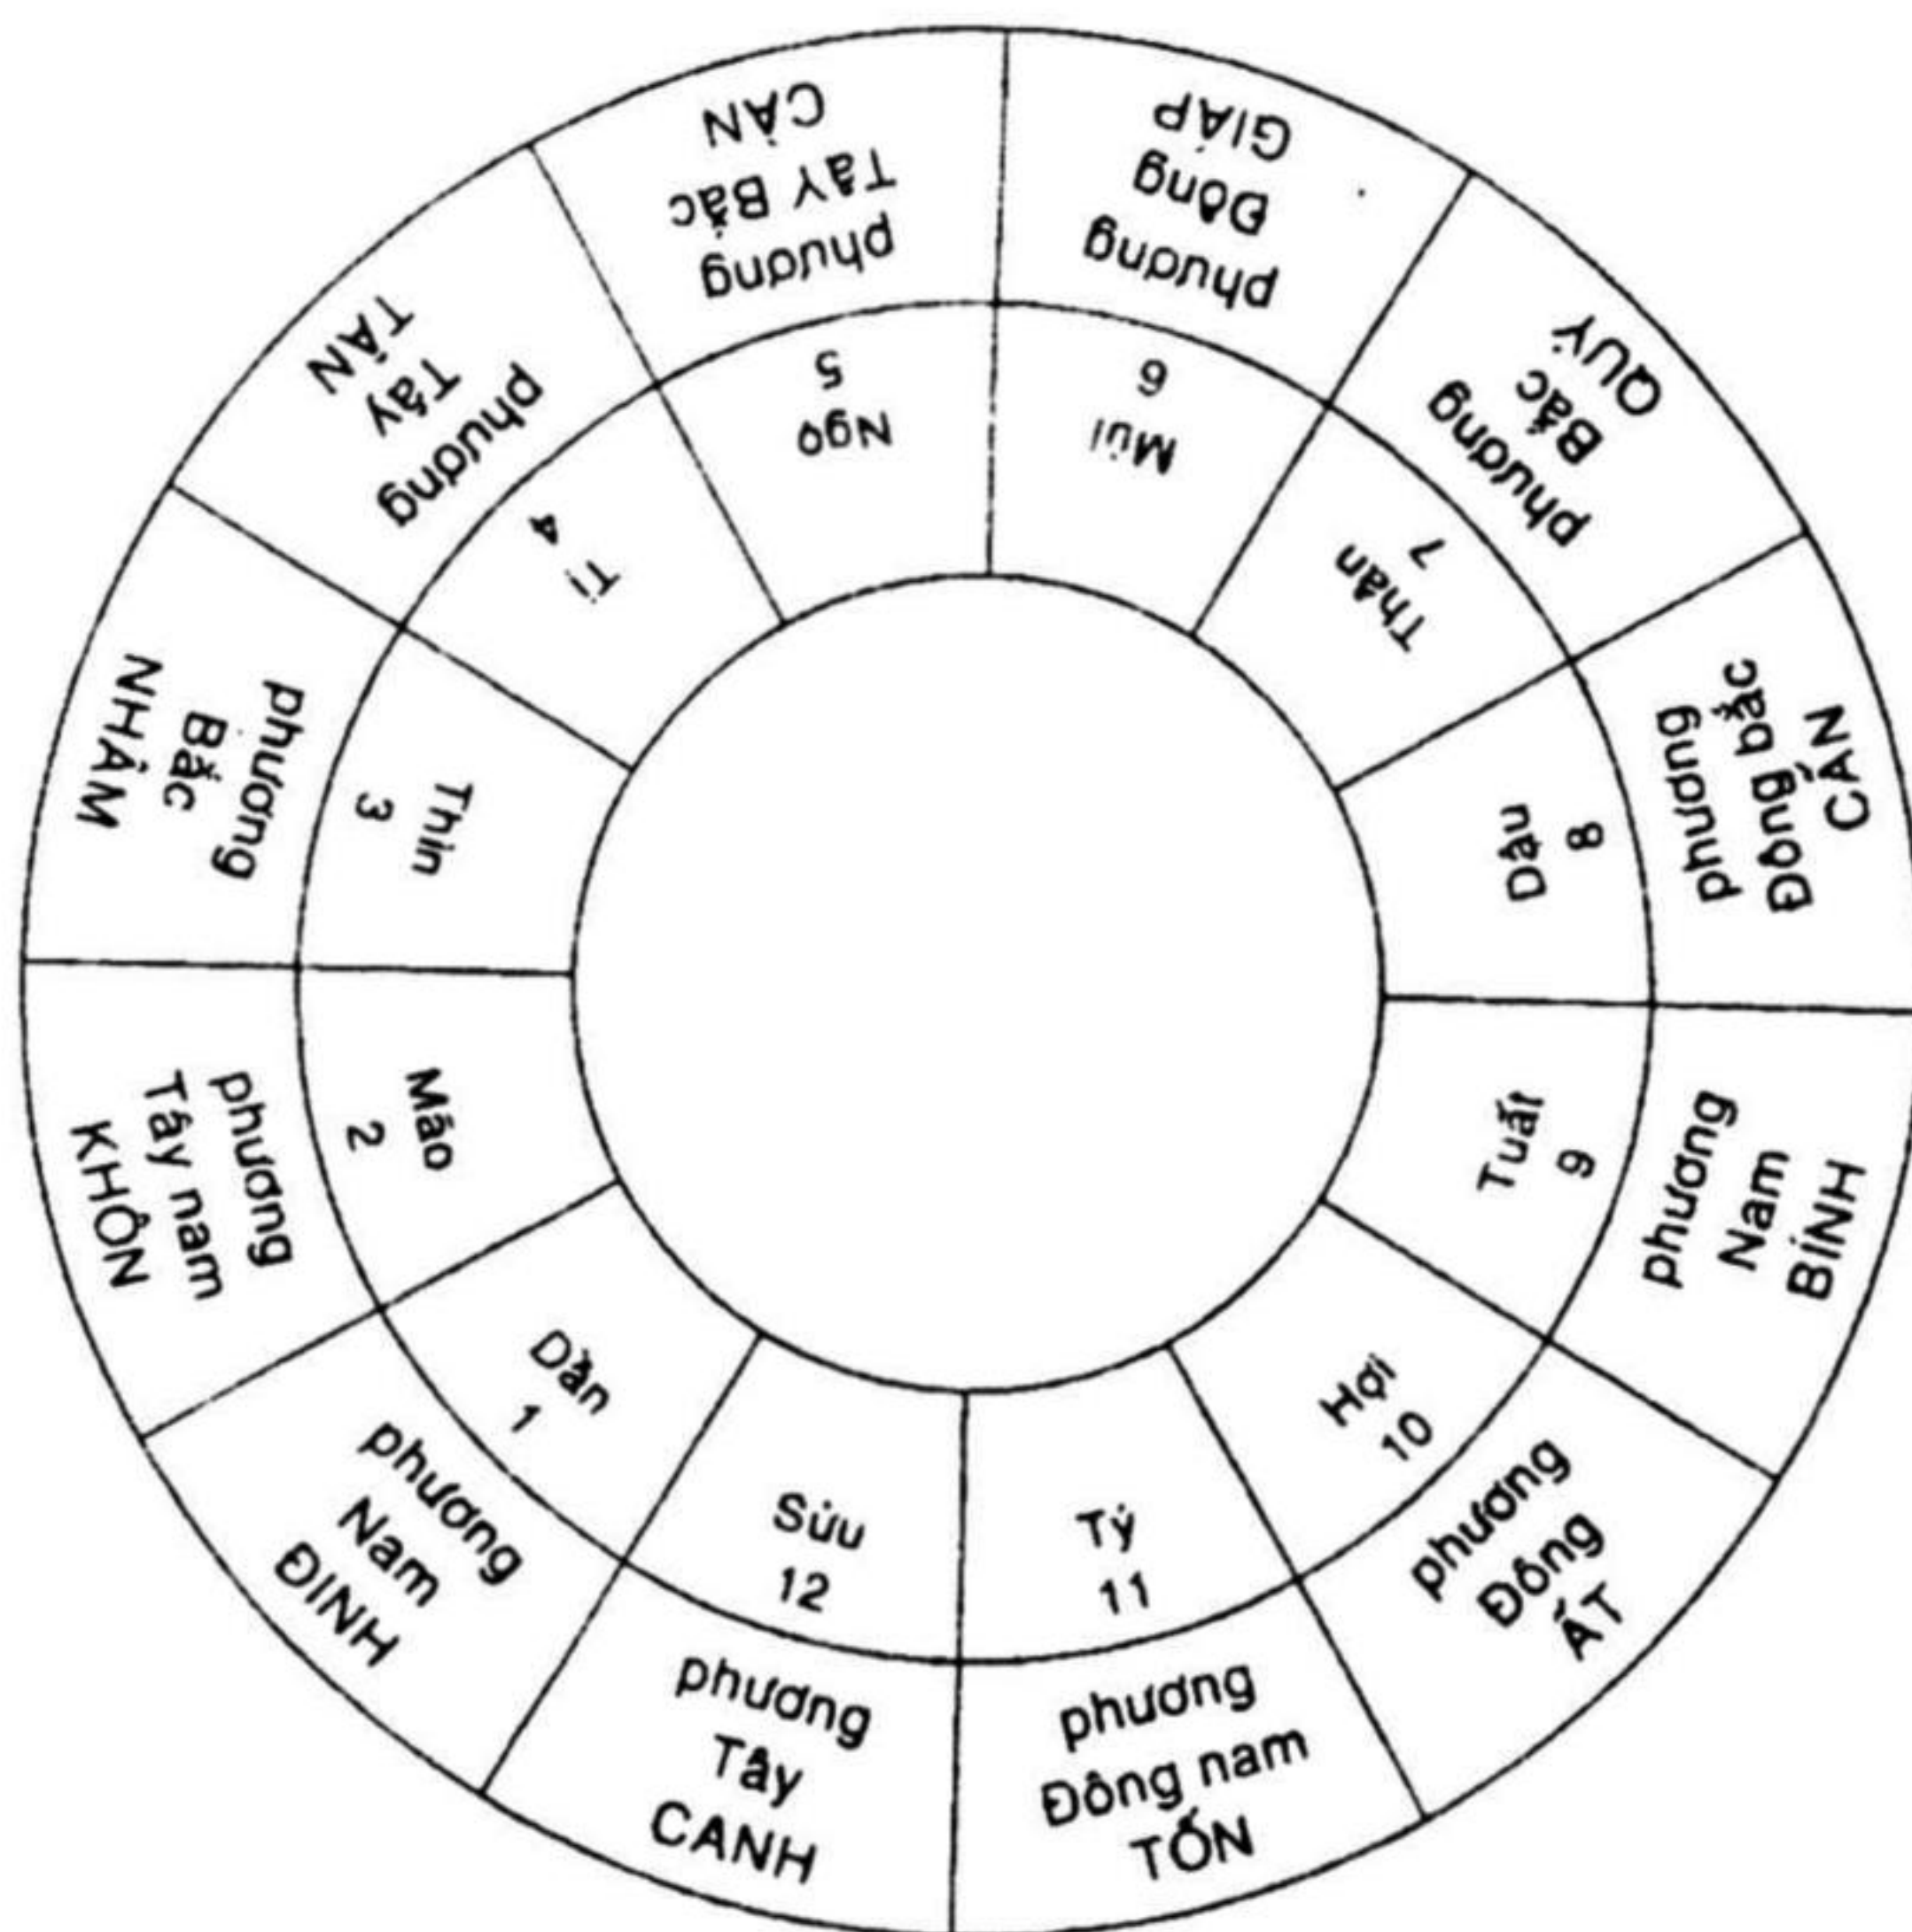 Dần
1
phương
Nam
ĐINH
Mão
2
phương
Tây nam
KHÔN
Thìn
3
phương
Bắc
NHÂM
Tị
4
phương
Tây
TÂN
Ngọ
5
phương
Tây Bắc
CÀN
Mùi
6
phương
Đông
GIÁP
Thân
7
phương
Bắc
QUÝ
Dậu
8
phương
Đông bắc
CẤN
Tuất
9
phương
Nam
BÍNH
Hợi
10
phương
Đông
ẤT
Tý
11
phương
Đông nam
TỐN
Sửu
12
phương
Tây
CANH